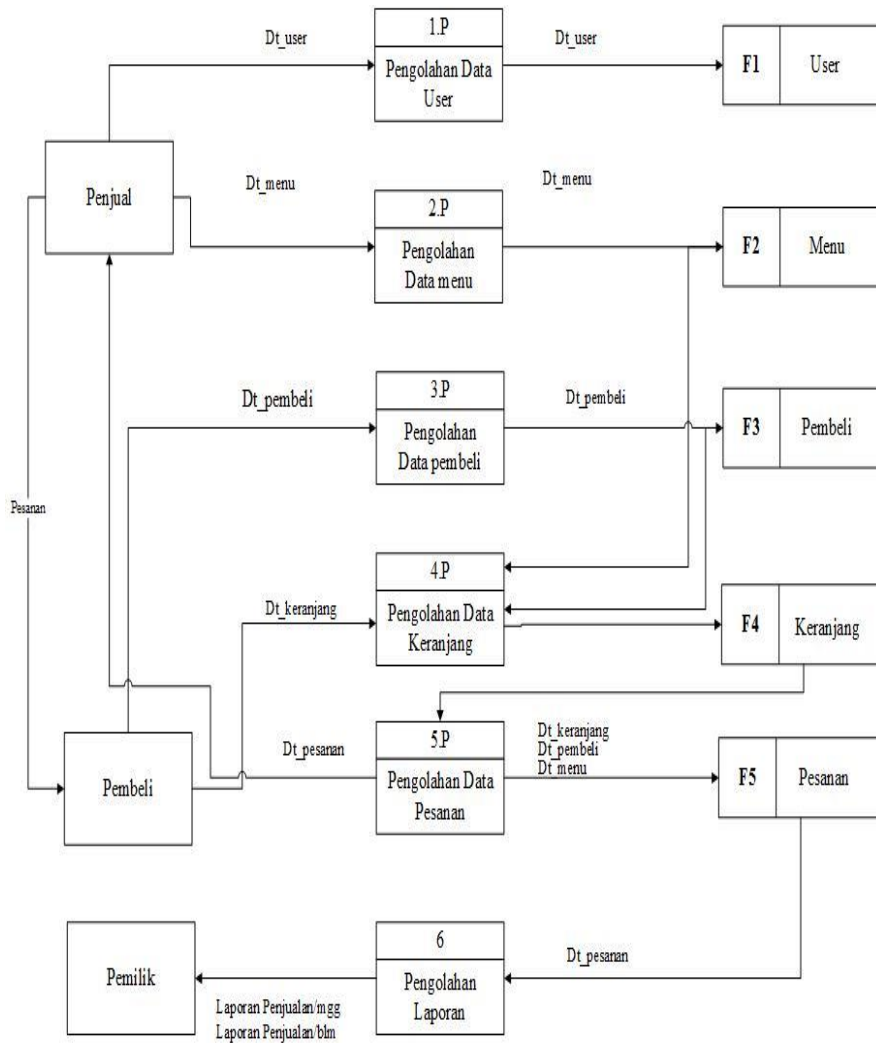 1.P
Dt_user
Dt_user
Pengolahan Data
User
F1
User
Penjual
Dt_menu
Dt_menu
2.P
Pengolahan
Data menu
F2
Menu
Dt_pembeli
3.P
Dt_pembeli
Pengolahan
Data pembeli
F3
Pembeli
Pesanan
4.P
Dt_keranjang
Pengolahan Data
Keranjang
F4
Keranjang
5.P
Dt_keranjang
Dt_pembeli
Dt_menu
Dt_pesanan
Pengolahan Data
Pesanan
F5
Pesanan
Pembeli
6
Dt_pesanan
Pengolahan
Laporan
Pemilik
Laporan Penjualan/mgg
Laporan Penjualan/blm